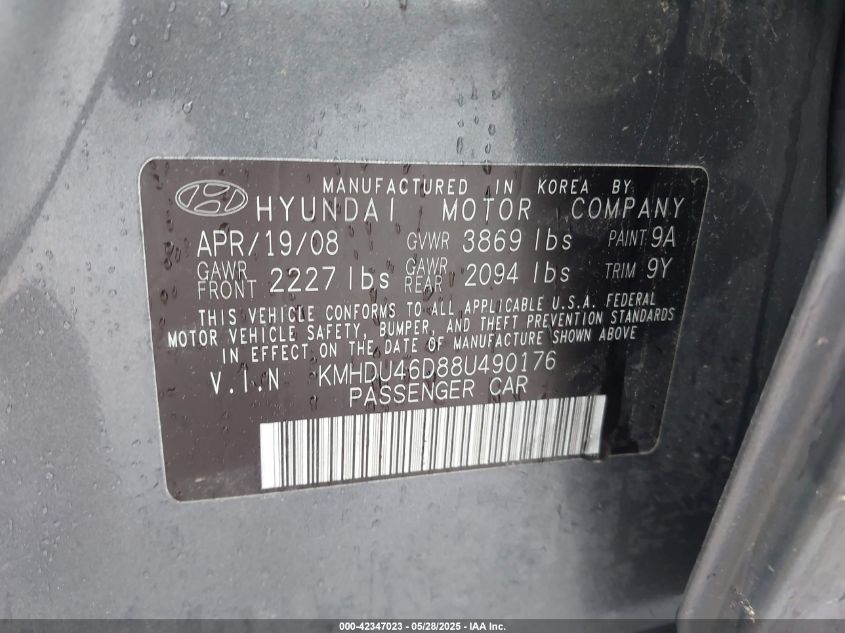 MANUFACTURED IN KOREA BY
HYUNDAI MOTOR COMPANY
APR/19/08 GVWR 3869 lbs PAINT 9A
GAWR FRONT 2227 lbs GAWR REAR 2094 lbs TRIM 9Y
THIS VEHICLE CONFORMS TO ALL APPLICABLE U.S.A. FEDERAL
MOTOR VEHICLE SAFETY, BUMPER, AND THEFT PREVENTION STANDARDS
IN EFFECT ON THE DATE OF MANUFACTURE SHOWN ABOVE
V.I.N KMHDU46D88U490176
PASSENGER CAR
000-42347023 - 05/28/2025 - IAA Inc.